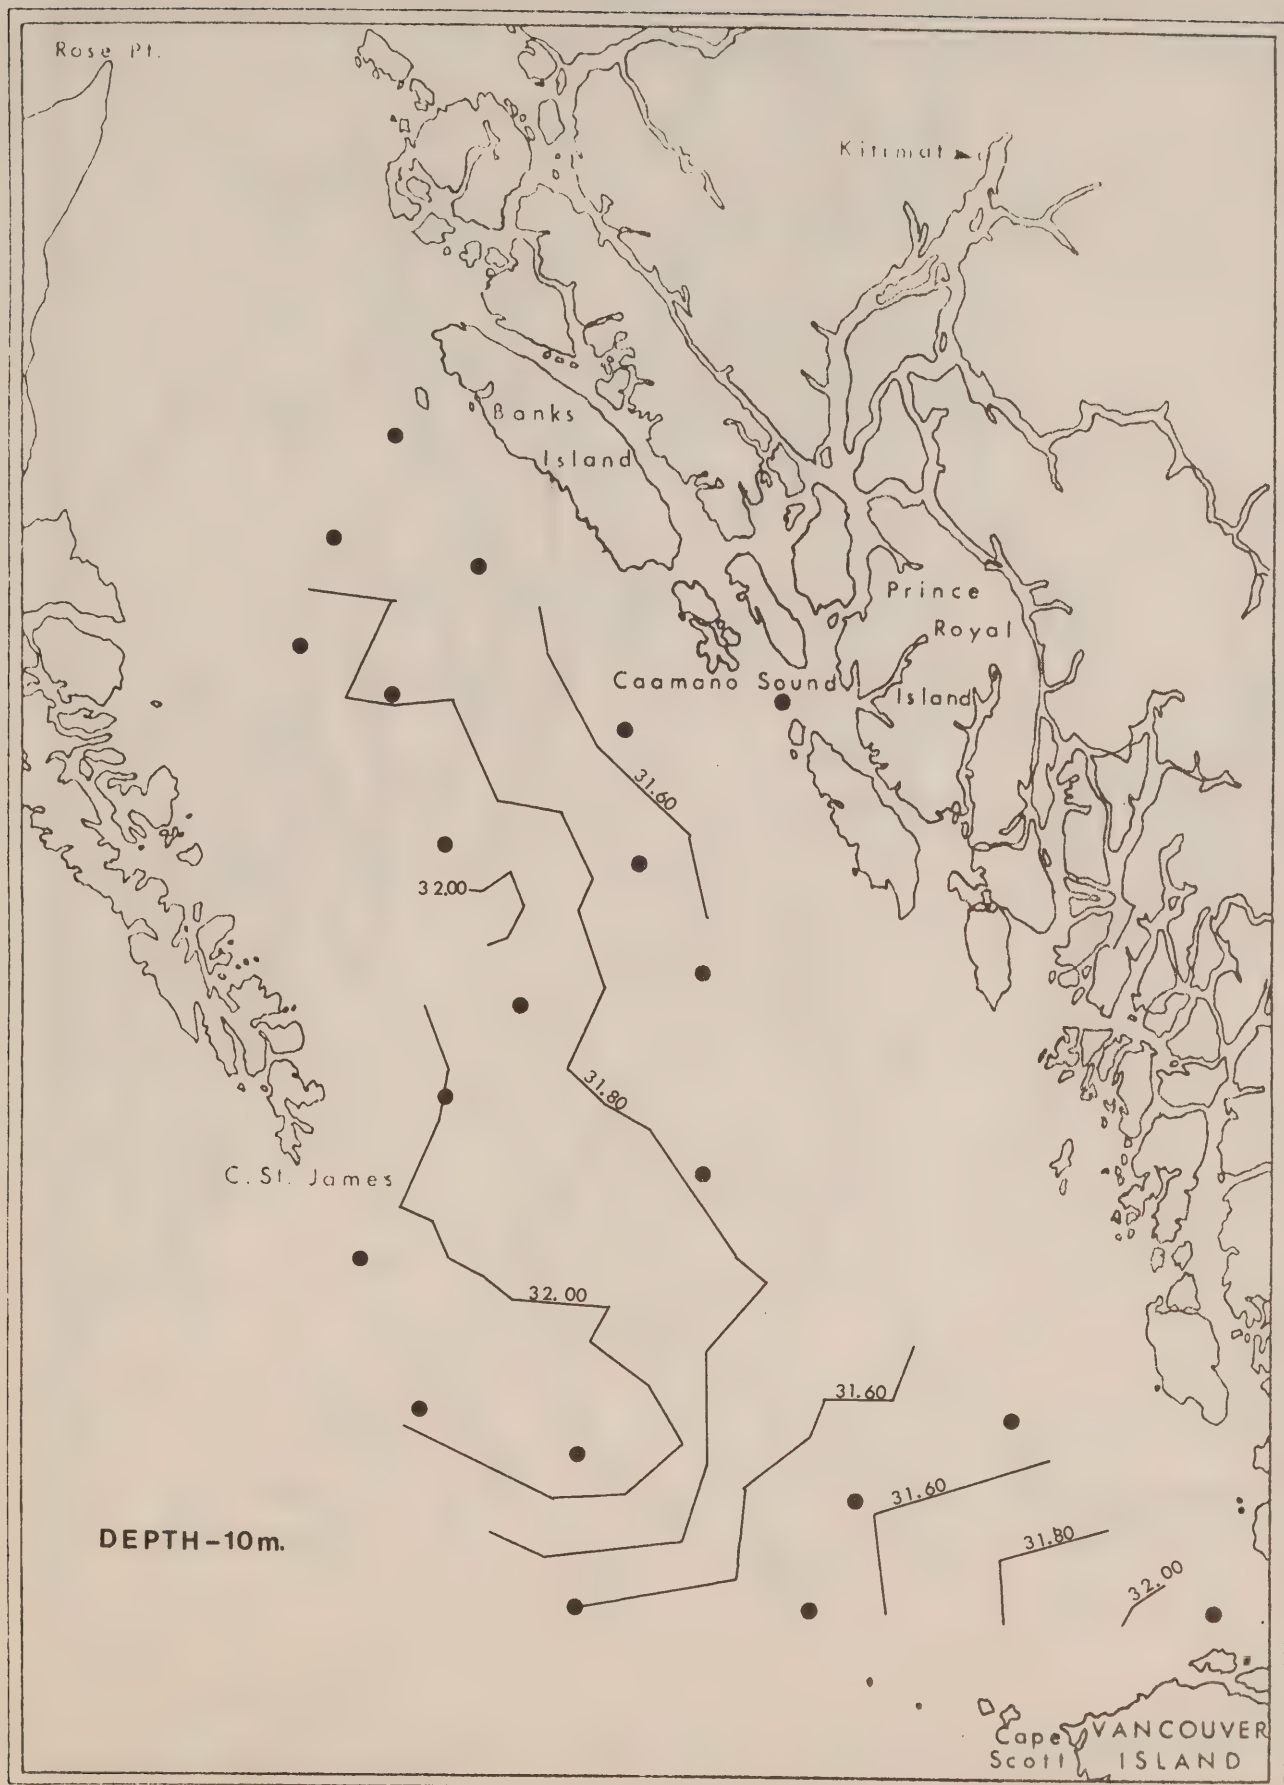 Rose Pt.
Kitimat
Banks
Island
Prince
Royal
Island
Caamano Sound
31.60
32.00
31.80
C. St. James
32.00
31.60
31.60
DEPTH-10m.
31.80
32.00
Cape
Scott
VANCOUVER
ISLAND